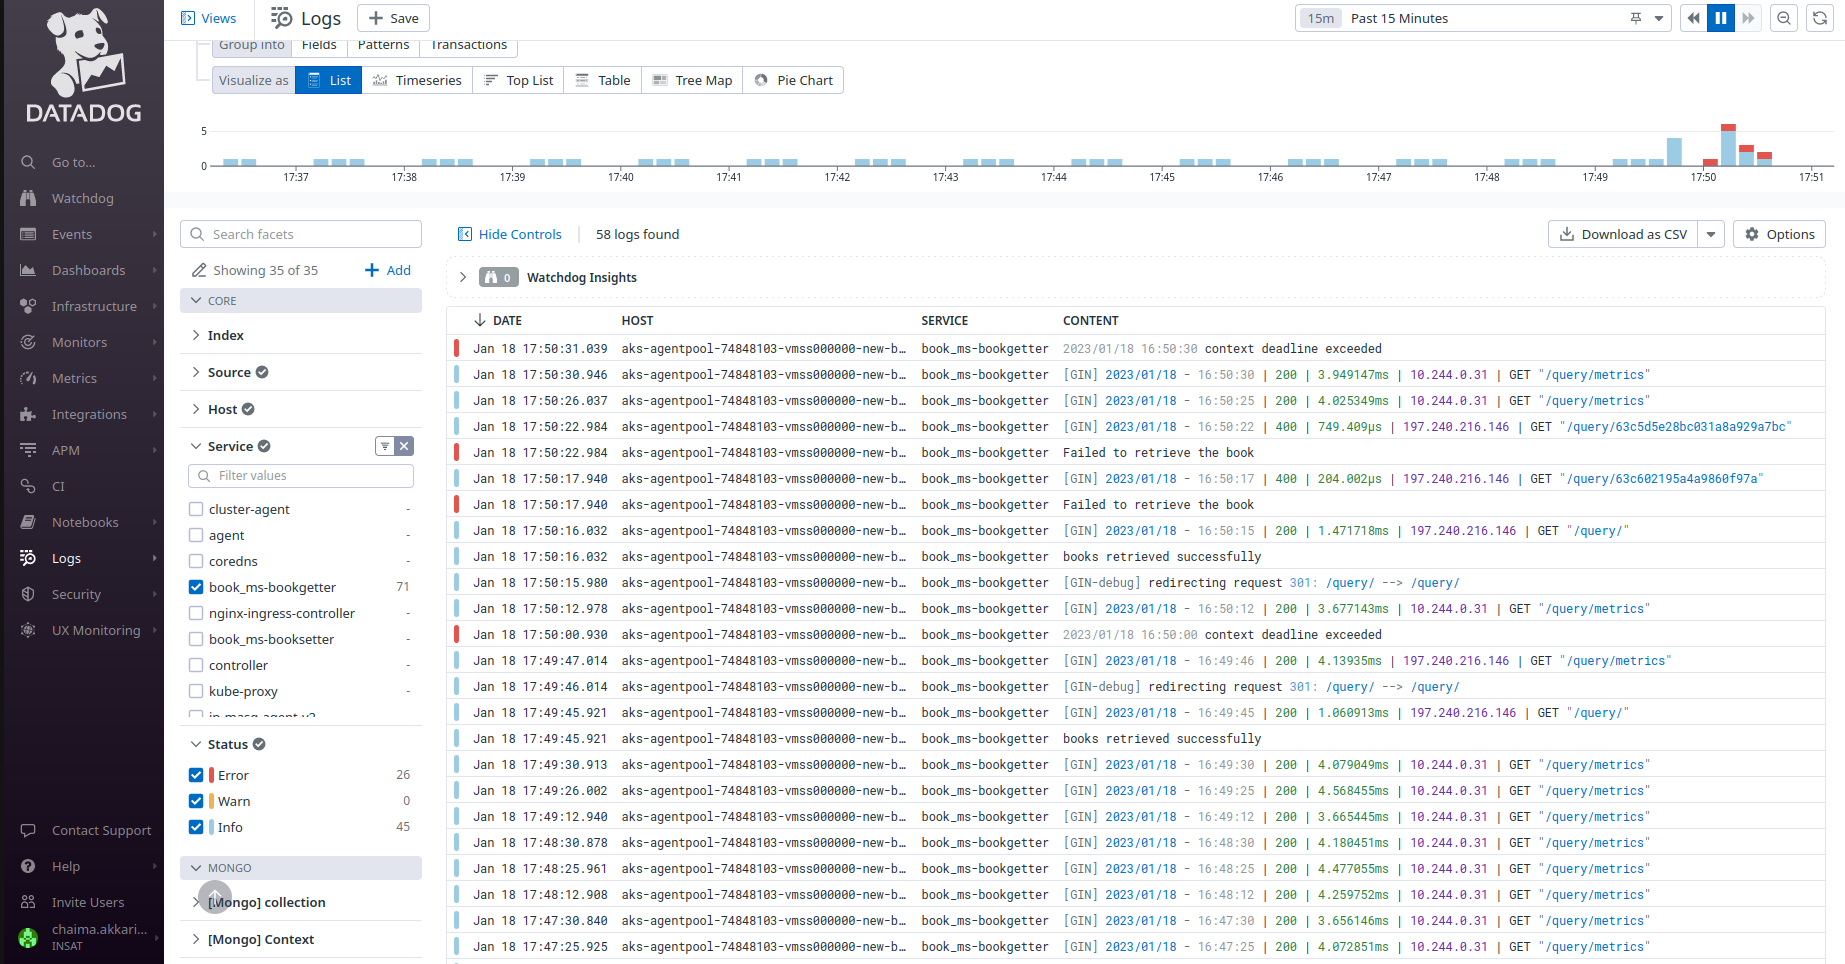 DATADOG
Go to...
Watchdog
Events
Dashboards
Infrastructure
Monitors
Metrics
Integrations
APM
CI
Notebooks
Logs
Security
UX Monitoring
Contact Support
Help
Invite Users
chaima.akkari...
INSAT
Views
Logs
Save
15m Past 15 Minutes
Group into Fields Patterns Transactions
Visualize as List Timeseries Top List Table Tree Map Pie Chart
5
0
17:37 17:38 17:39 17:40 17:41 17:42 17:43 17:44 17:45 17:46 17:47 17:48 17:49 17:50 17:51
Search facets
Showing 35 of 35 Add
CORE
Index
Source
Host
Service
Filter values
cluster-agent -
agent -
coredns -
book_ms-bookgetter 71
nginx-ingress-controller -
book_ms-booksetter -
controller -
kube-proxy -
ip-masq-agent-v2
Status
Error 26
Warn 0
Info 45
MONGO
[Mongo] collection
[Mongo] Context
Hide Controls 58 logs found
Download as CSV
Options
0 Watchdog Insights
DATE HOST SERVICE CONTENT
Jan 18 17:50:31.039 aks-agentpool-74848103-vmss000000-new-b… book_ms-bookgetter 2023/01/18 16:50:30 context deadline exceeded
Jan 18 17:50:30.946 aks-agentpool-74848103-vmss000000-new-b… book_ms-bookgetter [GIN] 2023/01/18 - 16:50:30 | 200 | 3.949147ms | 10.244.0.31 | GET "/query/metrics"
Jan 18 17:50:26.037 aks-agentpool-74848103-vmss000000-new-b… book_ms-bookgetter [GIN] 2023/01/18 - 16:50:25 | 200 | 4.025349ms | 10.244.0.31 | GET "/query/metrics"
Jan 18 17:50:22.984 aks-agentpool-74848103-vmss000000-new-b… book_ms-bookgetter [GIN] 2023/01/18 - 16:50:22 | 400 | 749.409µs | 197.240.216.146 | GET "/query/63c5d5e28bc031a8a929a7bc"
Jan 18 17:50:22.984 aks-agentpool-74848103-vmss000000-new-b… book_ms-bookgetter Failed to retrieve the book
Jan 18 17:50:17.940 aks-agentpool-74848103-vmss000000-new-b… book_ms-bookgetter [GIN] 2023/01/18 - 16:50:17 | 400 | 204.002µs | 197.240.216.146 | GET "/query/63c602195a4a9860f97a"
Jan 18 17:50:17.940 aks-agentpool-74848103-vmss000000-new-b… book_ms-bookgetter Failed to retrieve the book
Jan 18 17:50:16.032 aks-agentpool-74848103-vmss000000-new-b… book_ms-bookgetter [GIN] 2023/01/18 - 16:50:15 | 200 | 1.471718ms | 197.240.216.146 | GET "/query/"
Jan 18 17:50:16.032 aks-agentpool-74848103-vmss000000-new-b… book_ms-bookgetter books retrieved successfully
Jan 18 17:50:15.980 aks-agentpool-74848103-vmss000000-new-b… book_ms-bookgetter [GIN-debug] redirecting request 301: /query/ --> /query/
Jan 18 17:50:12.978 aks-agentpool-74848103-vmss000000-new-b… book_ms-bookgetter [GIN] 2023/01/18 - 16:50:12 | 200 | 3.677143ms | 10.244.0.31 | GET "/query/metrics"
Jan 18 17:50:00.930 aks-agentpool-74848103-vmss000000-new-b… book_ms-bookgetter 2023/01/18 16:50:00 context deadline exceeded
Jan 18 17:49:47.014 aks-agentpool-74848103-vmss000000-new-b… book_ms-bookgetter [GIN] 2023/01/18 - 16:49:46 | 200 | 4.13935ms | 197.240.216.146 | GET "/query/metrics"
Jan 18 17:49:46.014 aks-agentpool-74848103-vmss000000-new-b… book_ms-bookgetter [GIN-debug] redirecting request 301: /query/ --> /query/
Jan 18 17:49:45.921 aks-agentpool-74848103-vmss000000-new-b… book_ms-bookgetter [GIN] 2023/01/18 - 16:49:45 | 200 | 1.060913ms | 197.240.216.146 | GET "/query/"
Jan 18 17:49:45.921 aks-agentpool-74848103-vmss000000-new-b… book_ms-bookgetter books retrieved successfully
Jan 18 17:49:30.913 aks-agentpool-74848103-vmss000000-new-b… book_ms-bookgetter [GIN] 2023/01/18 - 16:49:30 | 200 | 4.079049ms | 10.244.0.31 | GET "/query/metrics"
Jan 18 17:49:26.002 aks-agentpool-74848103-vmss000000-new-b… book_ms-bookgetter [GIN] 2023/01/18 - 16:49:25 | 200 | 4.568455ms | 10.244.0.31 | GET "/query/metrics"
Jan 18 17:49:12.940 aks-agentpool-74848103-vmss000000-new-b… book_ms-bookgetter [GIN] 2023/01/18 - 16:49:12 | 200 | 3.665445ms | 10.244.0.31 | GET "/query/metrics"
Jan 18 17:48:30.878 aks-agentpool-74848103-vmss000000-new-b… book_ms-bookgetter [GIN] 2023/01/18 - 16:48:30 | 200 | 4.180451ms | 10.244.0.31 | GET "/query/metrics"
Jan 18 17:48:25.961 aks-agentpool-74848103-vmss000000-new-b… book_ms-bookgetter [GIN] 2023/01/18 - 16:48:25 | 200 | 4.477055ms | 10.244.0.31 | GET "/query/metrics"
Jan 18 17:48:12.908 aks-agentpool-74848103-vmss000000-new-b… book_ms-bookgetter [GIN] 2023/01/18 - 16:48:12 | 200 | 4.259752ms | 10.244.0.31 | GET "/query/metrics"
Jan 18 17:47:30.840 aks-agentpool-74848103-vmss000000-new-b… book_ms-bookgetter [GIN] 2023/01/18 - 16:47:30 | 200 | 3.656146ms | 10.244.0.31 | GET "/query/metrics"
Jan 18 17:47:25.925 aks-agentpool-74848103-vmss000000-new-b… book_ms-bookgetter [GIN] 2023/01/18 - 16:47:25 | 200 | 4.072851ms | 10.244.0.31 | GET "/query/metrics"